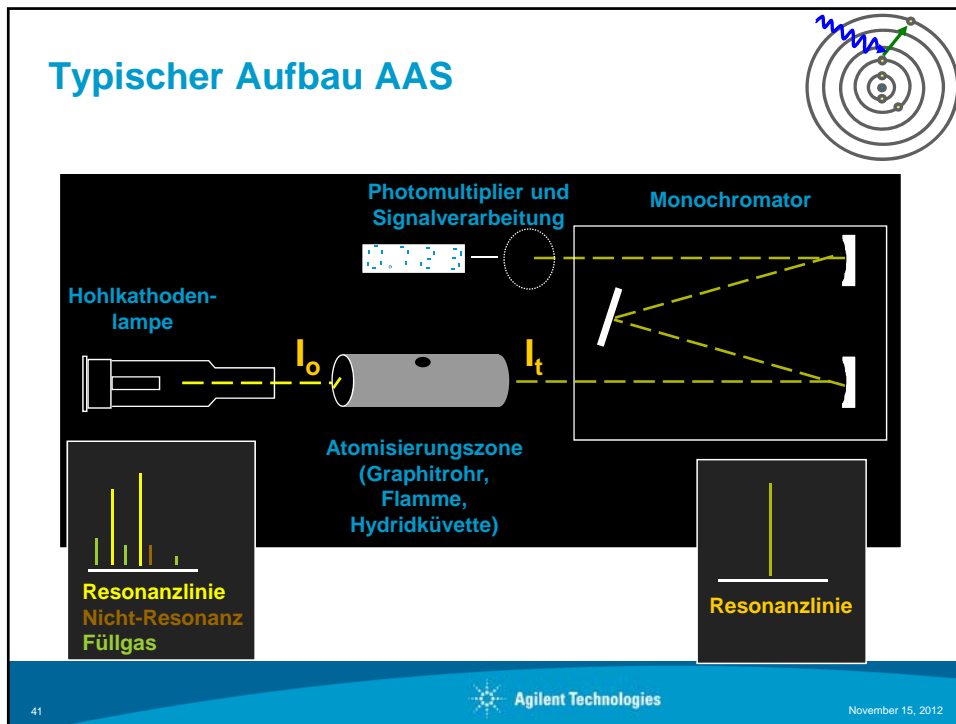 Typischer Aufbau AAS
Photomultiplier und
Signalverarbeitung
Monochromator
Hohlkathoden-
lampe
Io
It
Atomisierungszone
(Graphitrohr,
Flamme,
Hydridküvette)
Resonanzlinie
Nicht-Resonanz
Füllgas
Resonanzlinie
41
Agilent Technologies
November 15, 2012